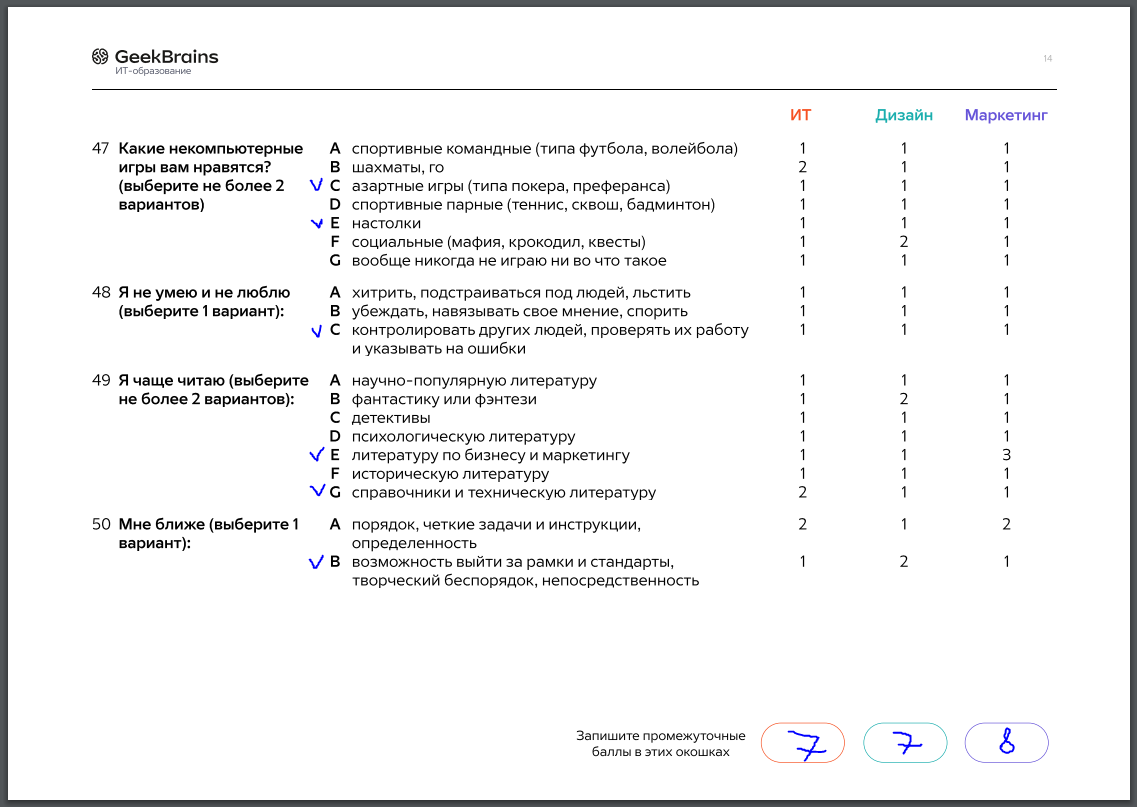 GeekBrains
ИТ-образование
14
ИТ Дизайн Маркетинг
47 Какие некомпьютерные A спортивные командные (типа футбола, волейбола) 1 1 1
игры вам нравятся? B шахматы, го 2 1 1
(выберите не более 2 C азартные игры (типа покера, преферанса) 1 1 1
вариантов) D спортивные парные (теннис, сквош, бадминтон) 1 1 1
E настолки 1 1 1
F социальные (мафия, крокодил, квесты) 1 2 1
G вообще никогда не играю ни во что такое 1 1 1
48 Я не умею и не люблю A хитрить, подстраиваться под людей, льстить 1 1 1
(выберите 1 вариант): B убеждать, навязывать свое мнение, спорить 1 1 1
C контролировать других людей, проверять их работу 1 1 1
и указывать на ошибки
49 Я чаще читаю (выберите A научно-популярную литературу 1 1 1
не более 2 вариантов): B фантастику или фэнтези 1 2 1
C детективы 1 1 1
D психологическую литературу 1 1 1
E литературу по бизнесу и маркетингу 1 1 3
F историческую литературу 1 1 1
G справочники и техническую литературу 2 1 1
50 Мне ближе (выберите 1 A порядок, четкие задачи и инструкции, 2 1 2
вариант): определенность
B возможность выйти за рамки и стандарты, 1 2 1
творческий беспорядок, непосредственность
Запишите промежуточные
баллы в этих окошках
7 7 8